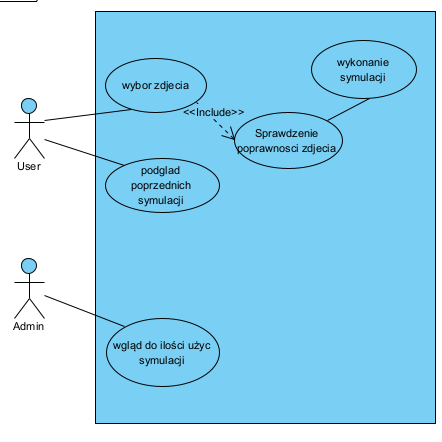 wykonanie
symulacji
wybor zdjecia
<<Include>>
Sprawdzenie
poprawnosci zdjecia
User
podglad
poprzednich
symulacji
Admin
wgląd do ilości użyc
symulacji